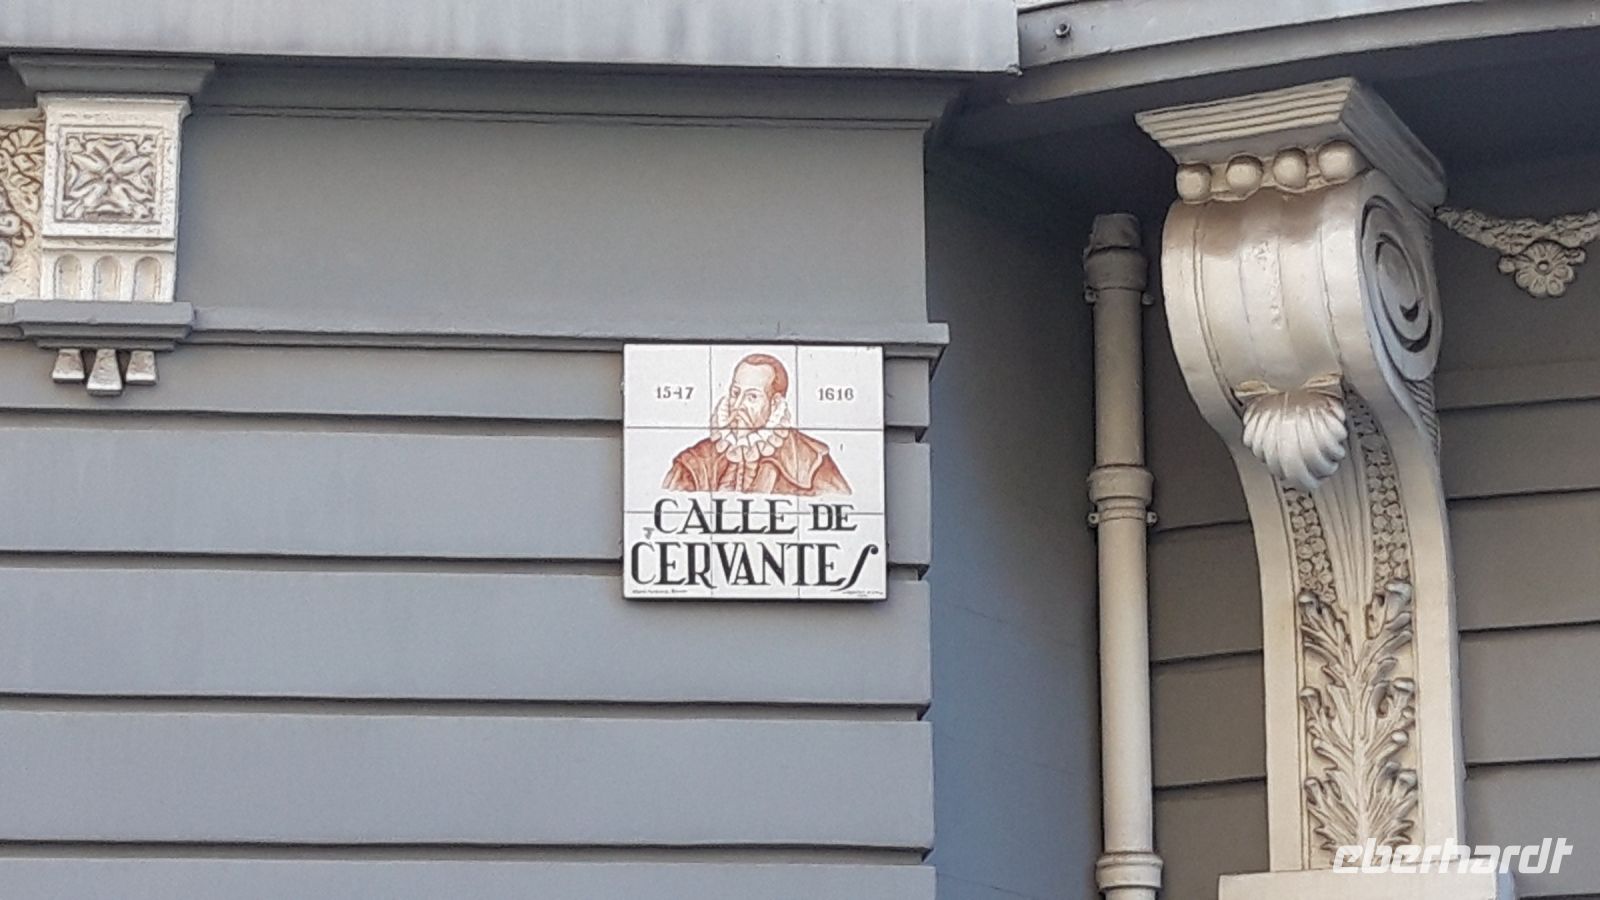 1547 1616
CALLE DE
CERVANTES
eberhardt